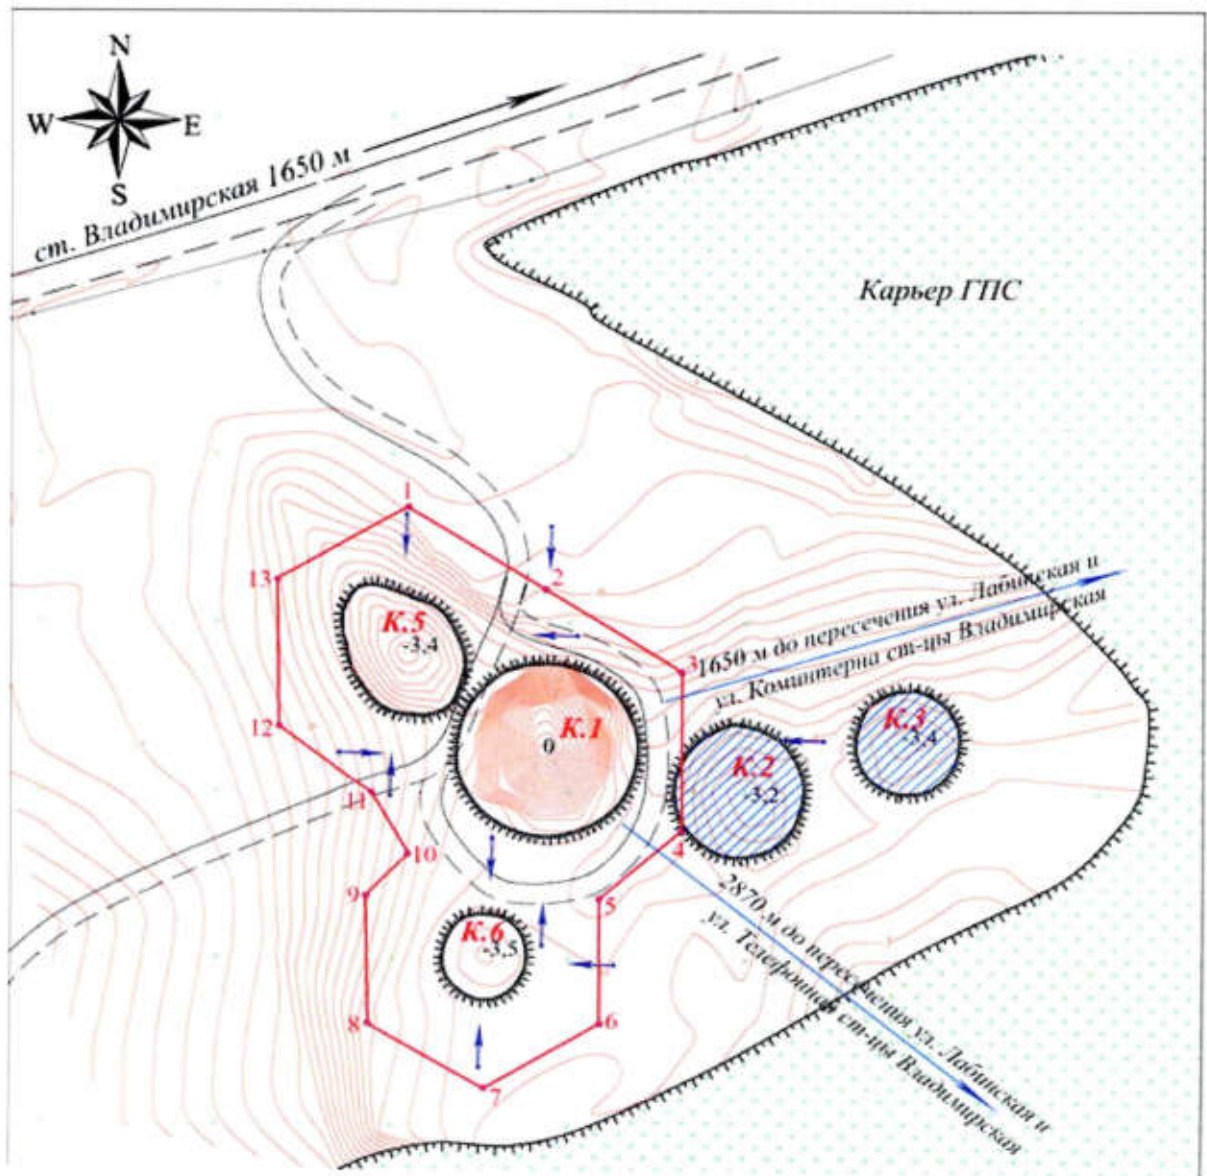 N
W E
S
ст. Владимирская 1650 м
Карьер ГПС
1
2
13
К.5
-3,4
3
1650 м до пересечения ул. Лабинская и
ул. Коминтерна ст-цы Владимирская
12
К.1
0
К.3
-3,4
К.2
-3,2
11
10
4
9
5
2870 м до пересечения ул. Лабинская и
ул. Телефонная ст-цы Владимирская
К.6
-3,5
8
6
7